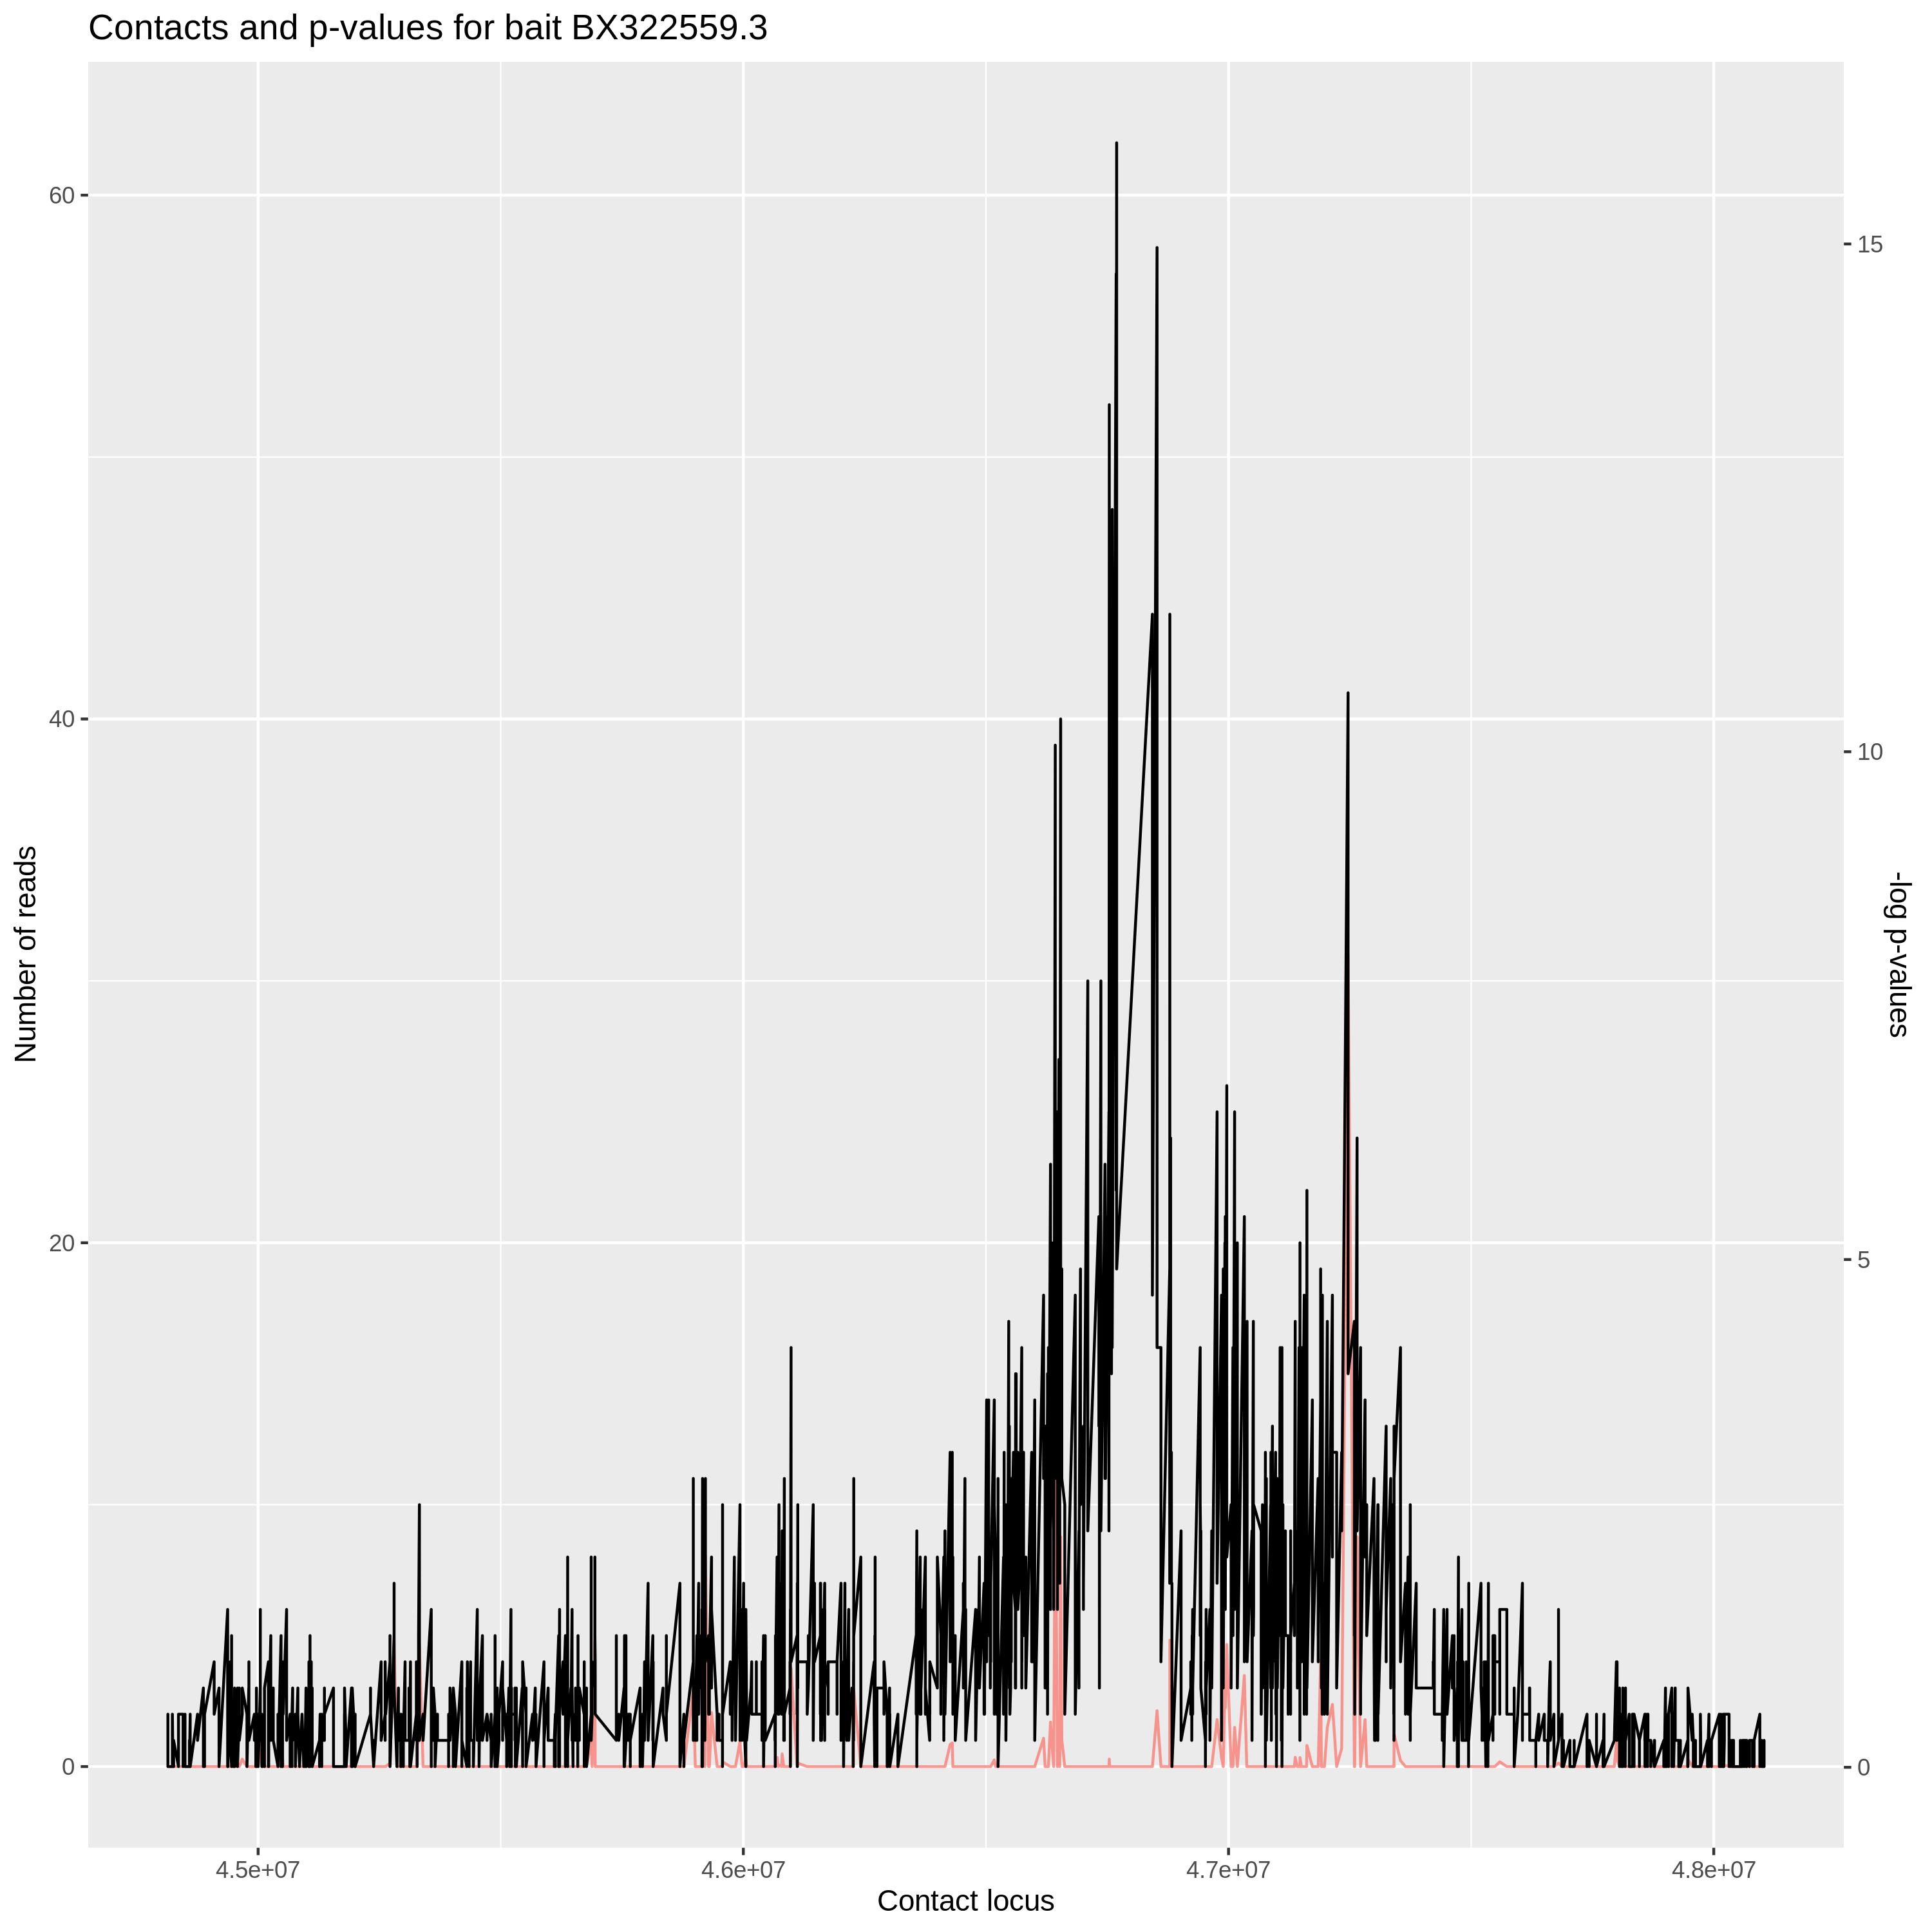 Contacts and p-values for bait BX322559.3
60
40
20
0
Number of reads
15
10
5
0
-log p-values
4.5e+07
4.6e+07
4.7e+07
4.8e+07
Contact locus